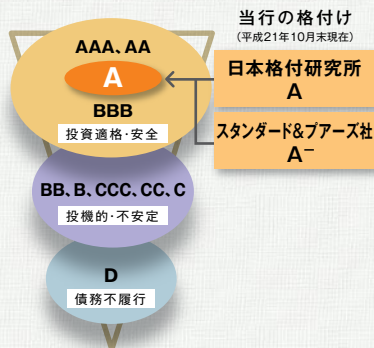 当行の格付け
(平成21年10月末現在)
AAA、AA
A
BBB
投資適格・安全
日本格付研究所
A
スタンダード&プアーズ社
A－
BB、B、CCC、CC、C
投機的・不安定
D
債務不履行